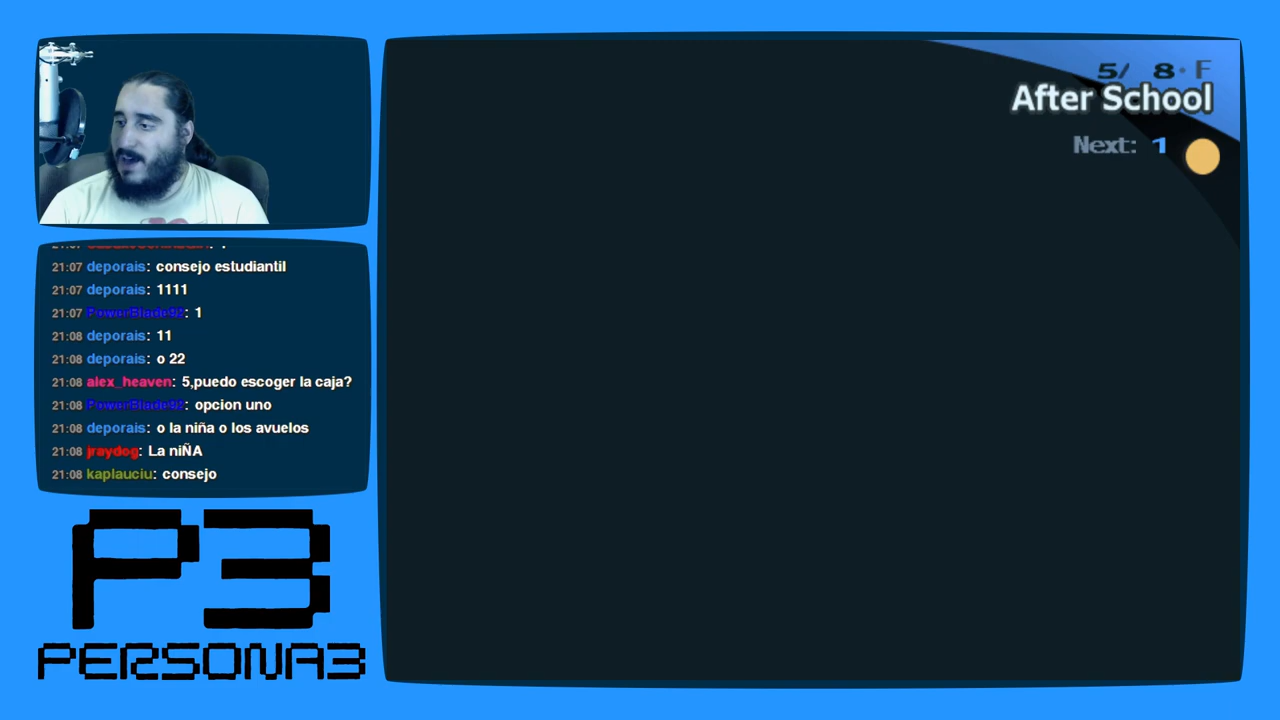 5/ 8·F
After School
Next: 1
21:07 deporais: consejo estudiantil
21:07 deporais: 1111
21:07 PowerBlade92: 1
21:08 deporais: 11
21:08 deporais: o 22
21:08 alex_heaven: 5,puedo escoger la caja?
21:08 PowerBlade92: opcion uno
21:08 deporais: o la niña o los avuelos
21:08 jraydog: La niÑA
21:08 kaplauciu: consejo
P3
PERSONA3